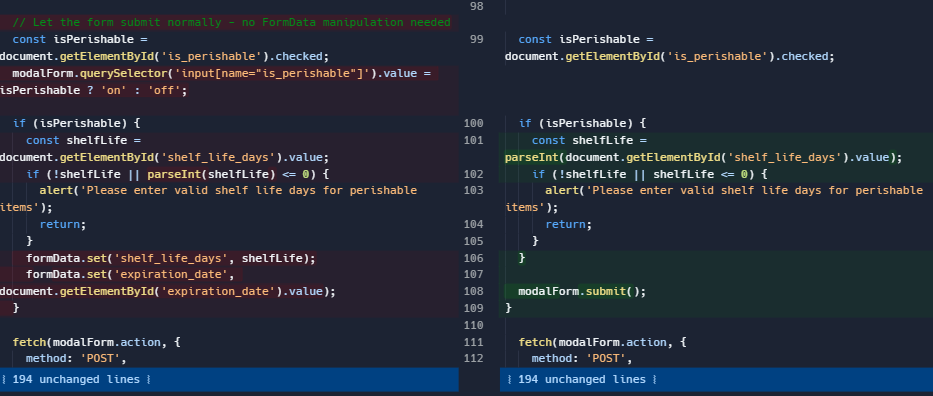 // Let the form submit normally - no FormData manipulation needed
const isPerishable =
document.getElementById('is_perishable').checked;
modalForm.querySelector('input[name="is_perishable"]').value =
isPerishable ? 'on' : 'off';
if (isPerishable) {
const shelfLife =
document.getElementById('shelf_life_days').value;
if (!shelfLife || parseInt(shelfLife) <= 0) {
alert('Please enter valid shelf life days for perishable
items');
return;
}
formData.set('shelf_life_days', shelfLife);
formData.set('expiration_date',
document.getElementById('expiration_date').value);
}
fetch(modalForm.action, {
method: 'POST',
194 unchanged lines
98
99 const isPerishable =
document.getElementById('is_perishable').checked;
100 if (isPerishable) {
101 const shelfLife =
parseInt(document.getElementById('shelf_life_days').value);
102 if (!shelfLife || shelfLife <= 0) {
103 alert('Please enter valid shelf life days for perishable
items');
104 return;
105 }
106 }
107
108 modalForm.submit();
109 }
110
111 fetch(modalForm.action, {
112 method: 'POST',
194 unchanged lines